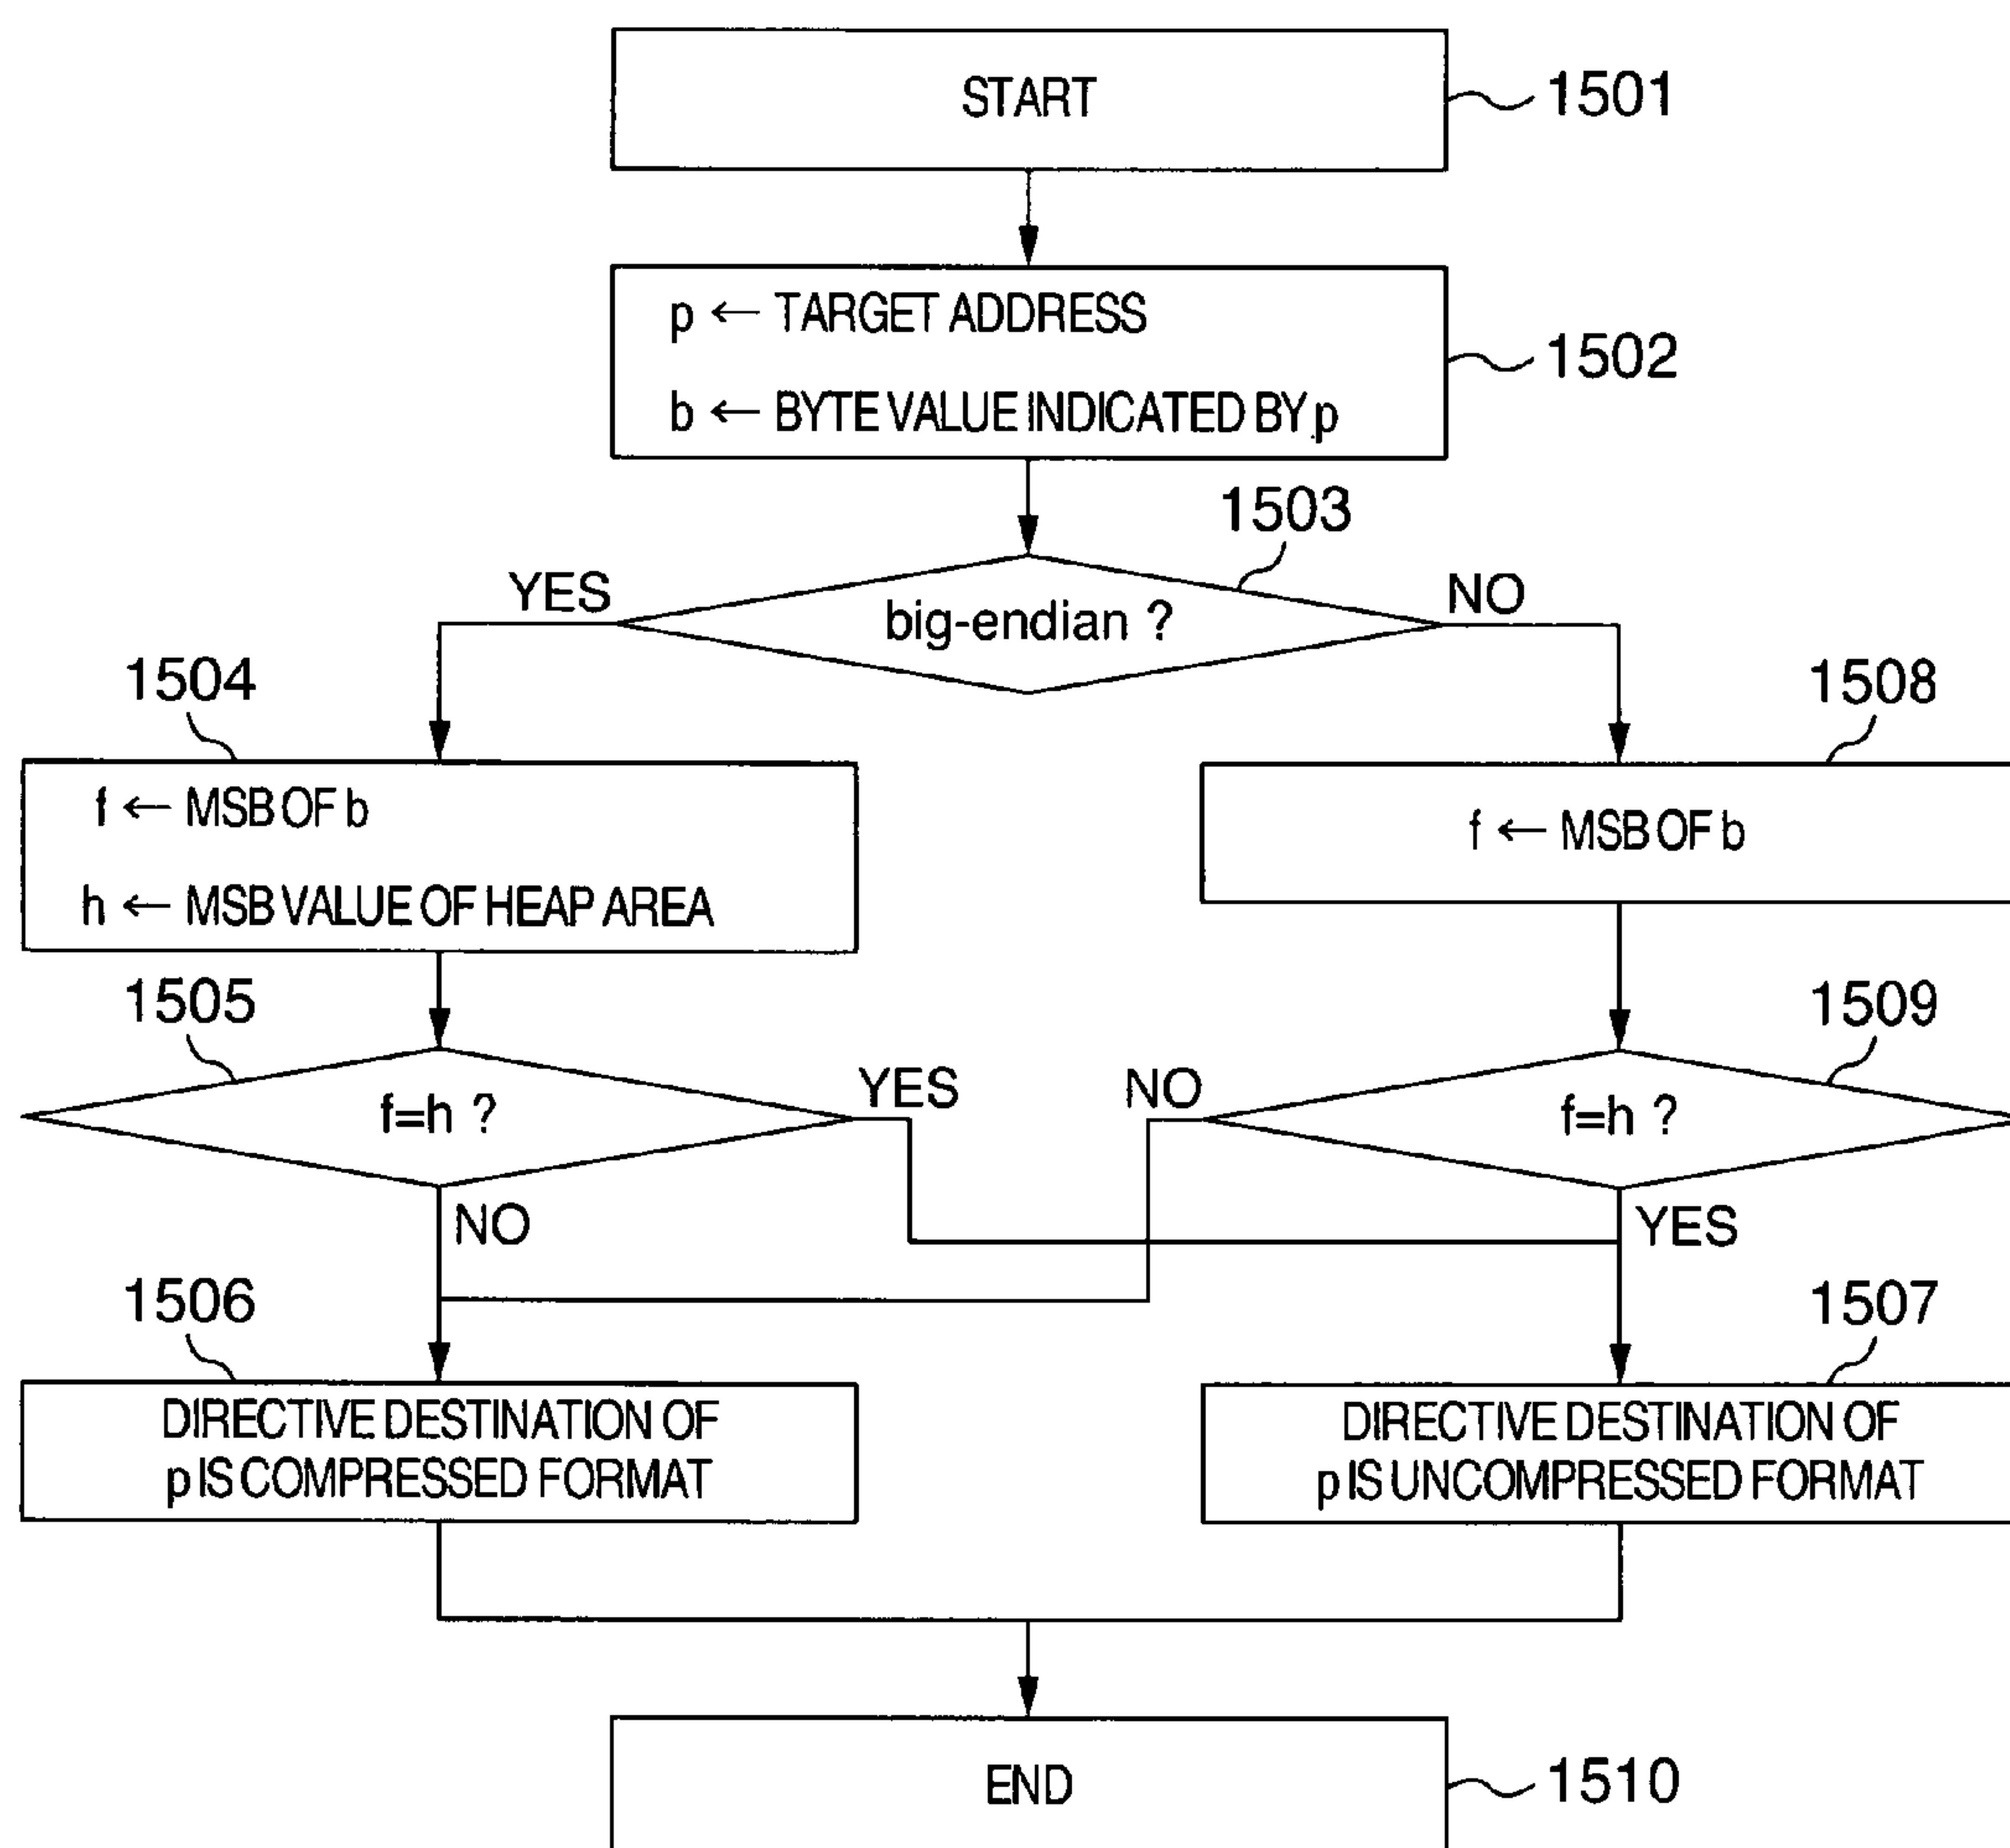 START
1501
p ← TARGET ADDRESS
b ← BYTE VALUE INDICATED BY p
1502
1503
YES
big-endian ?
NO
1504
1508
f ← MSB OF b
h ← MSB VALUE OF HEAP AREA
f ← MSB OF b
1505
1509
f=h ?
YES
NO
f=h ?
NO
YES
1506
1507
DIRECTIVE DESTINATION OF
p IS COMPRESSED FORMAT
DIRECTIVE DESTINATION OF
p IS UNCOMPRESSED FORMAT
END
1510